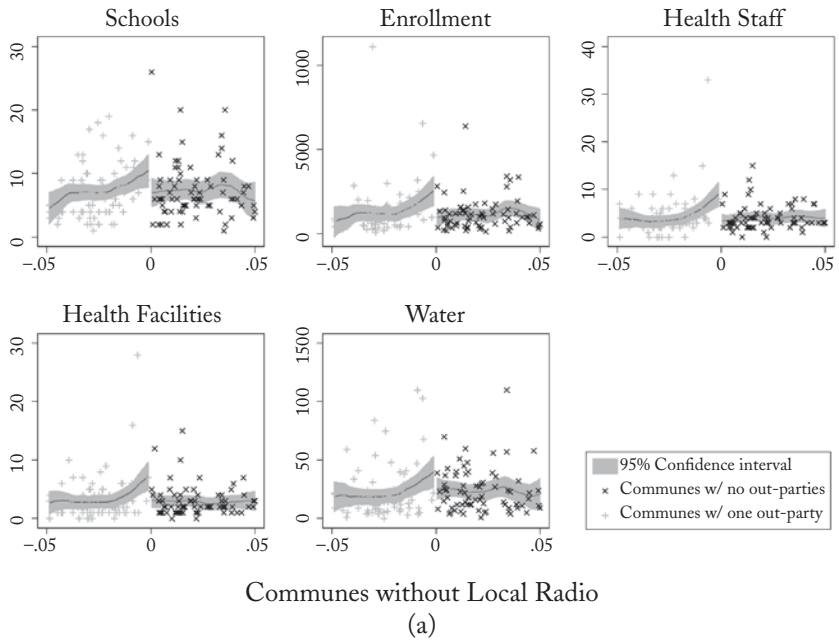 Schools
30
20
10
0
−.05 0 .05
Enrollment
1000
5000
0
−.05 0 .05
Health Staff
40
30
20
10
0
−.05 0 .05
Health Facilities
30
20
10
0
−.05 0 .05
Water
1500
100
50
0
−.05 0 .05
95% Confidence interval
Communes w/ no out-parties
Communes w/ one out-party
Communes without Local Radio
(a)